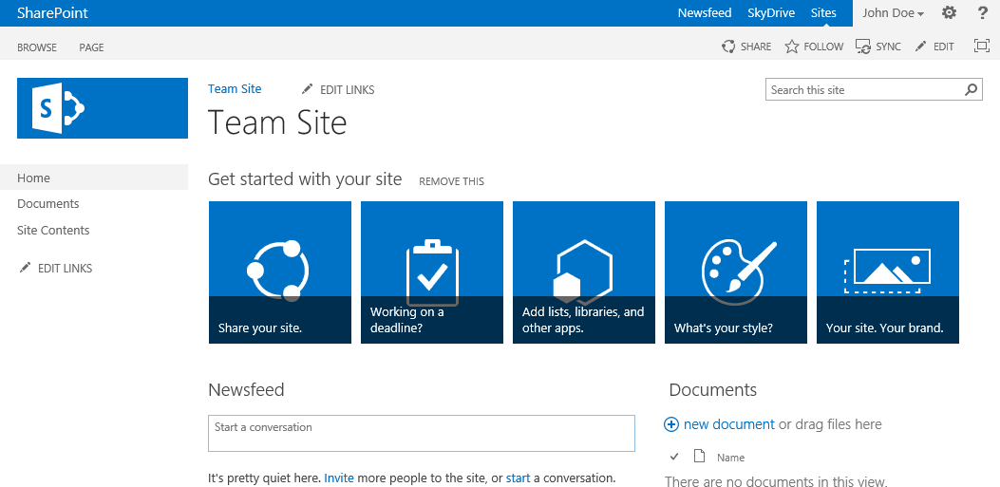 SharePoint
Newsfeed SkyDrive Sites John Doe ?
BROWSE PAGE
SHARE FOLLOW SYNC EDIT
S
Team Site EDIT LINKS
Search this site
Team Site
Home
Documents
Site Contents
EDIT LINKS
Get started with your site REMOVE THIS
Share your site.
Working on a
deadline?
Add lists, libraries, and
other apps.
What's your style?
Your site. Your brand.
Newsfeed
Start a conversation
It's pretty quiet here. Invite more people to the site, or start a conversation.
Documents
new document or drag files here
Name
There are no documents in this view.